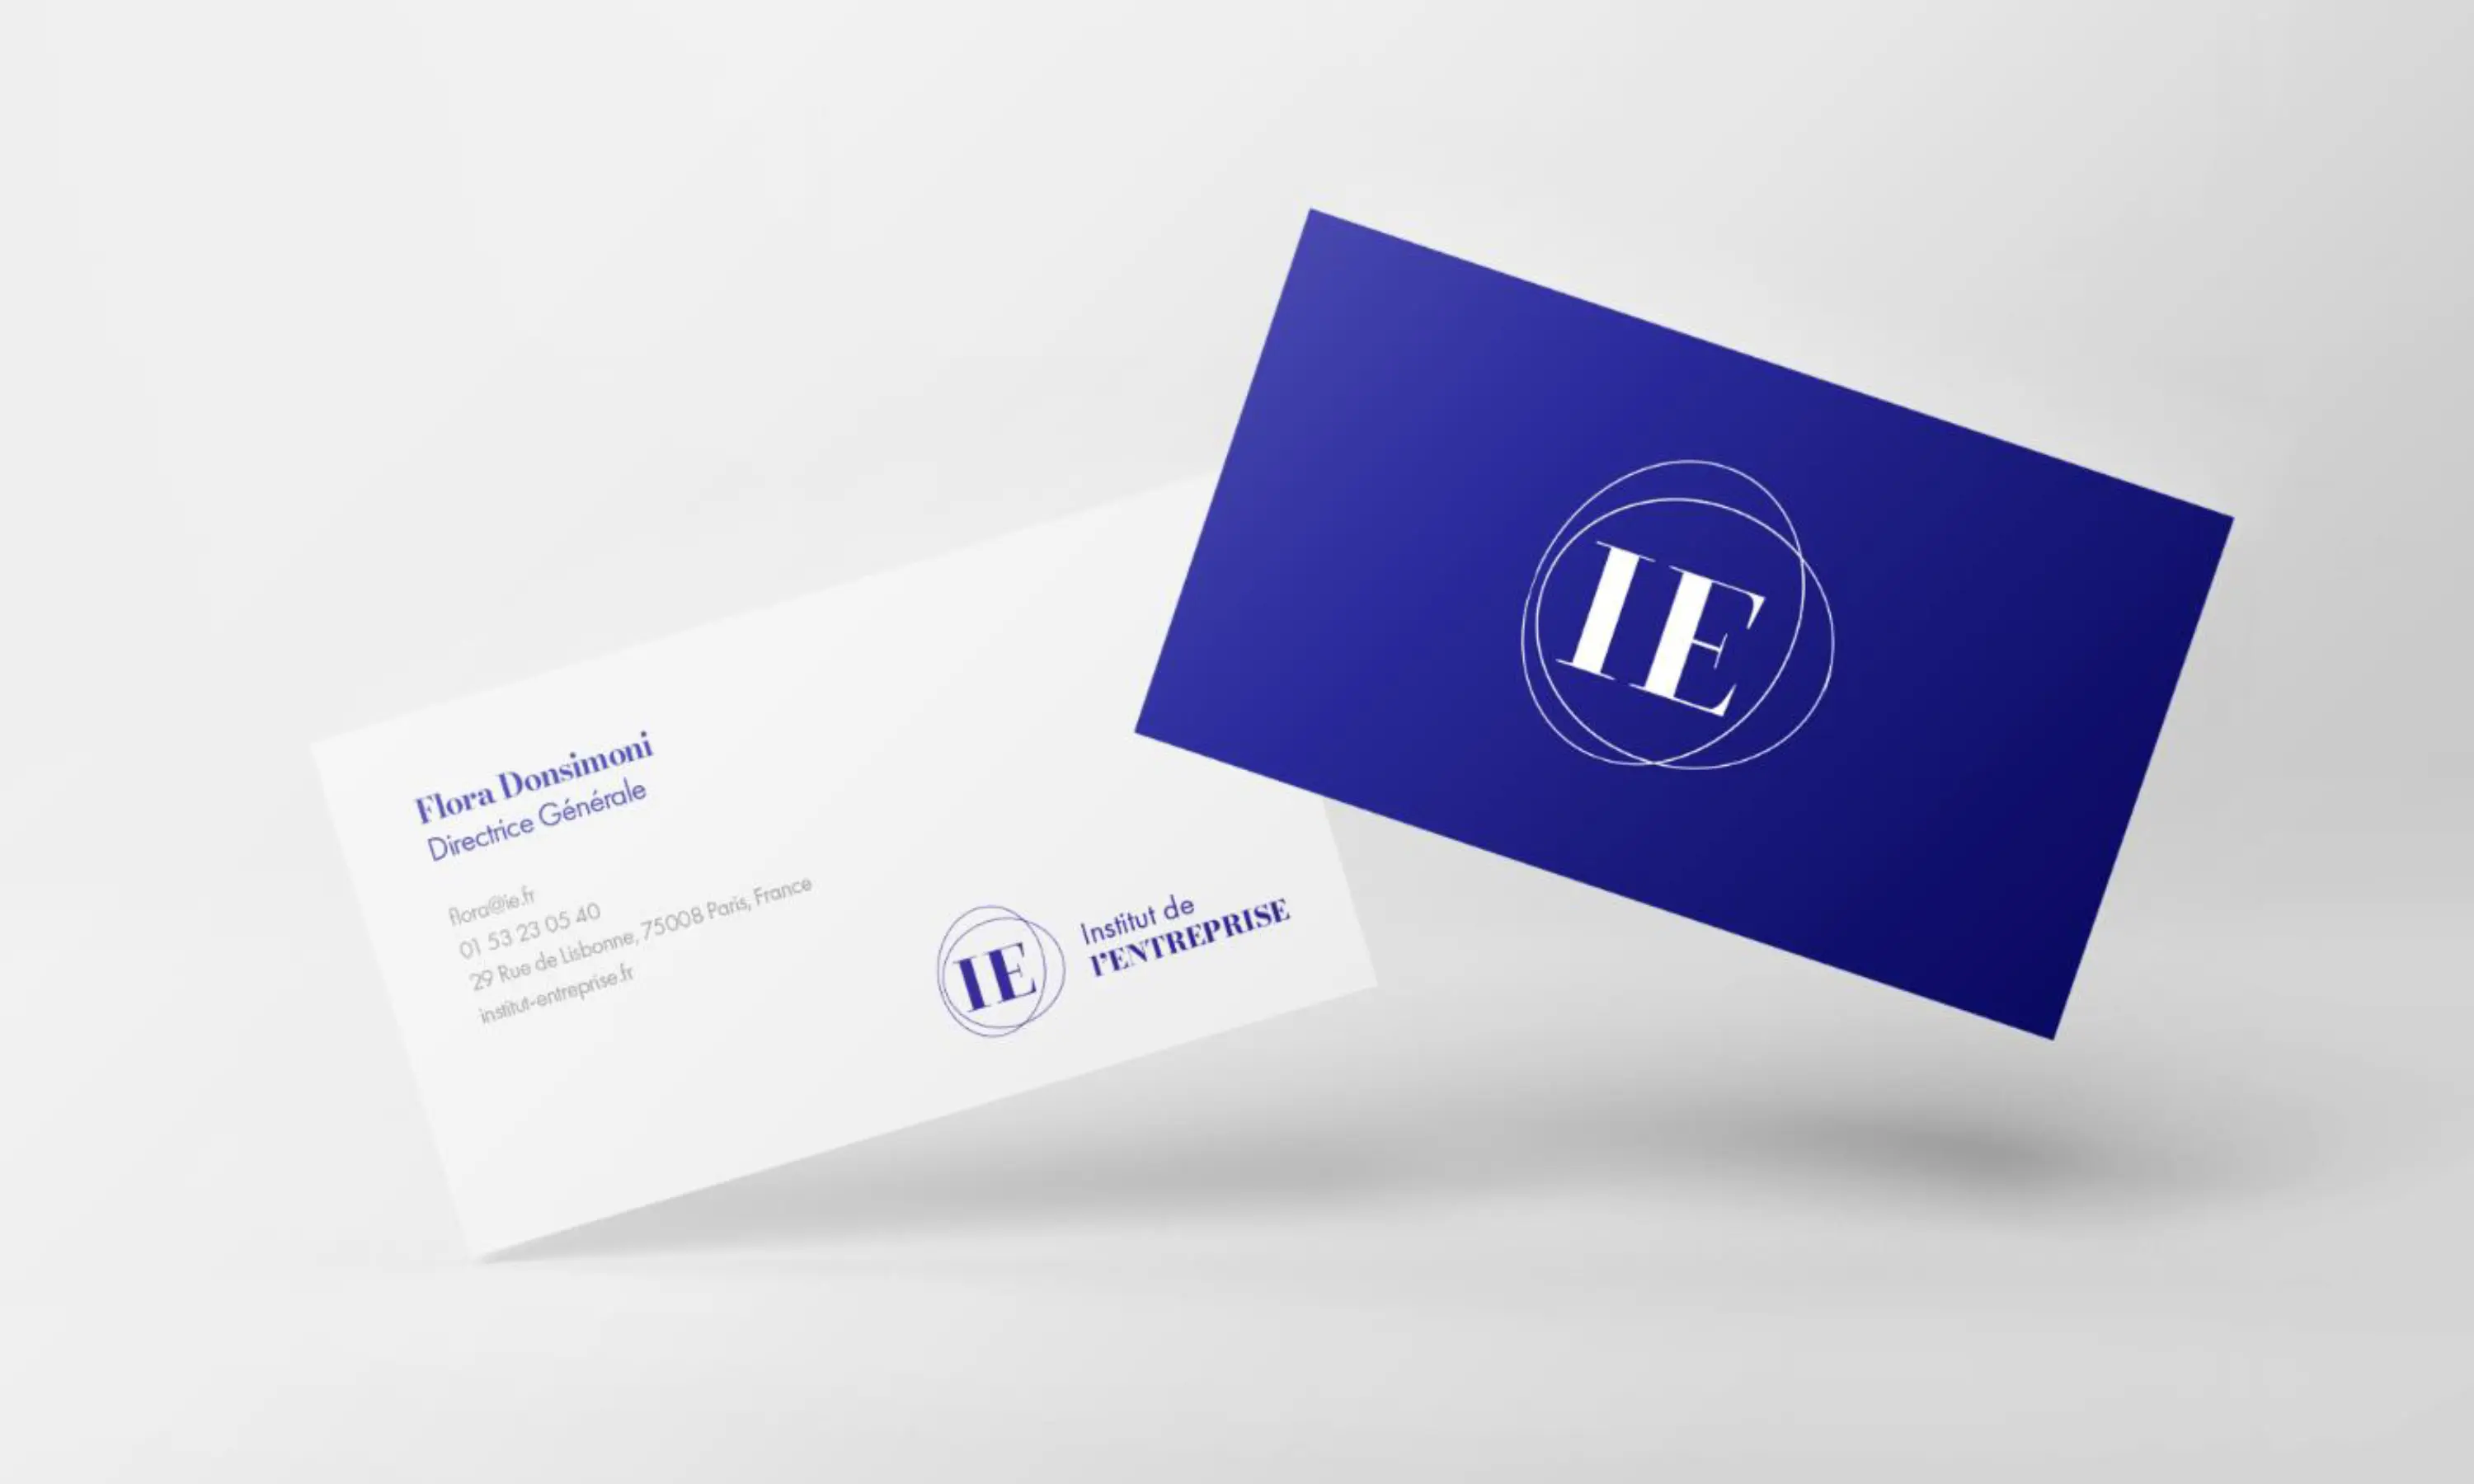 Flora Donsimoni
Directrice Générale
flora@ie.fr
01 53 23 05 40
29 Rue de Lisbonne, 75008 Paris, France
institut-entreprise.fr
IE
Institut de
l'ENTREPRISE
IE